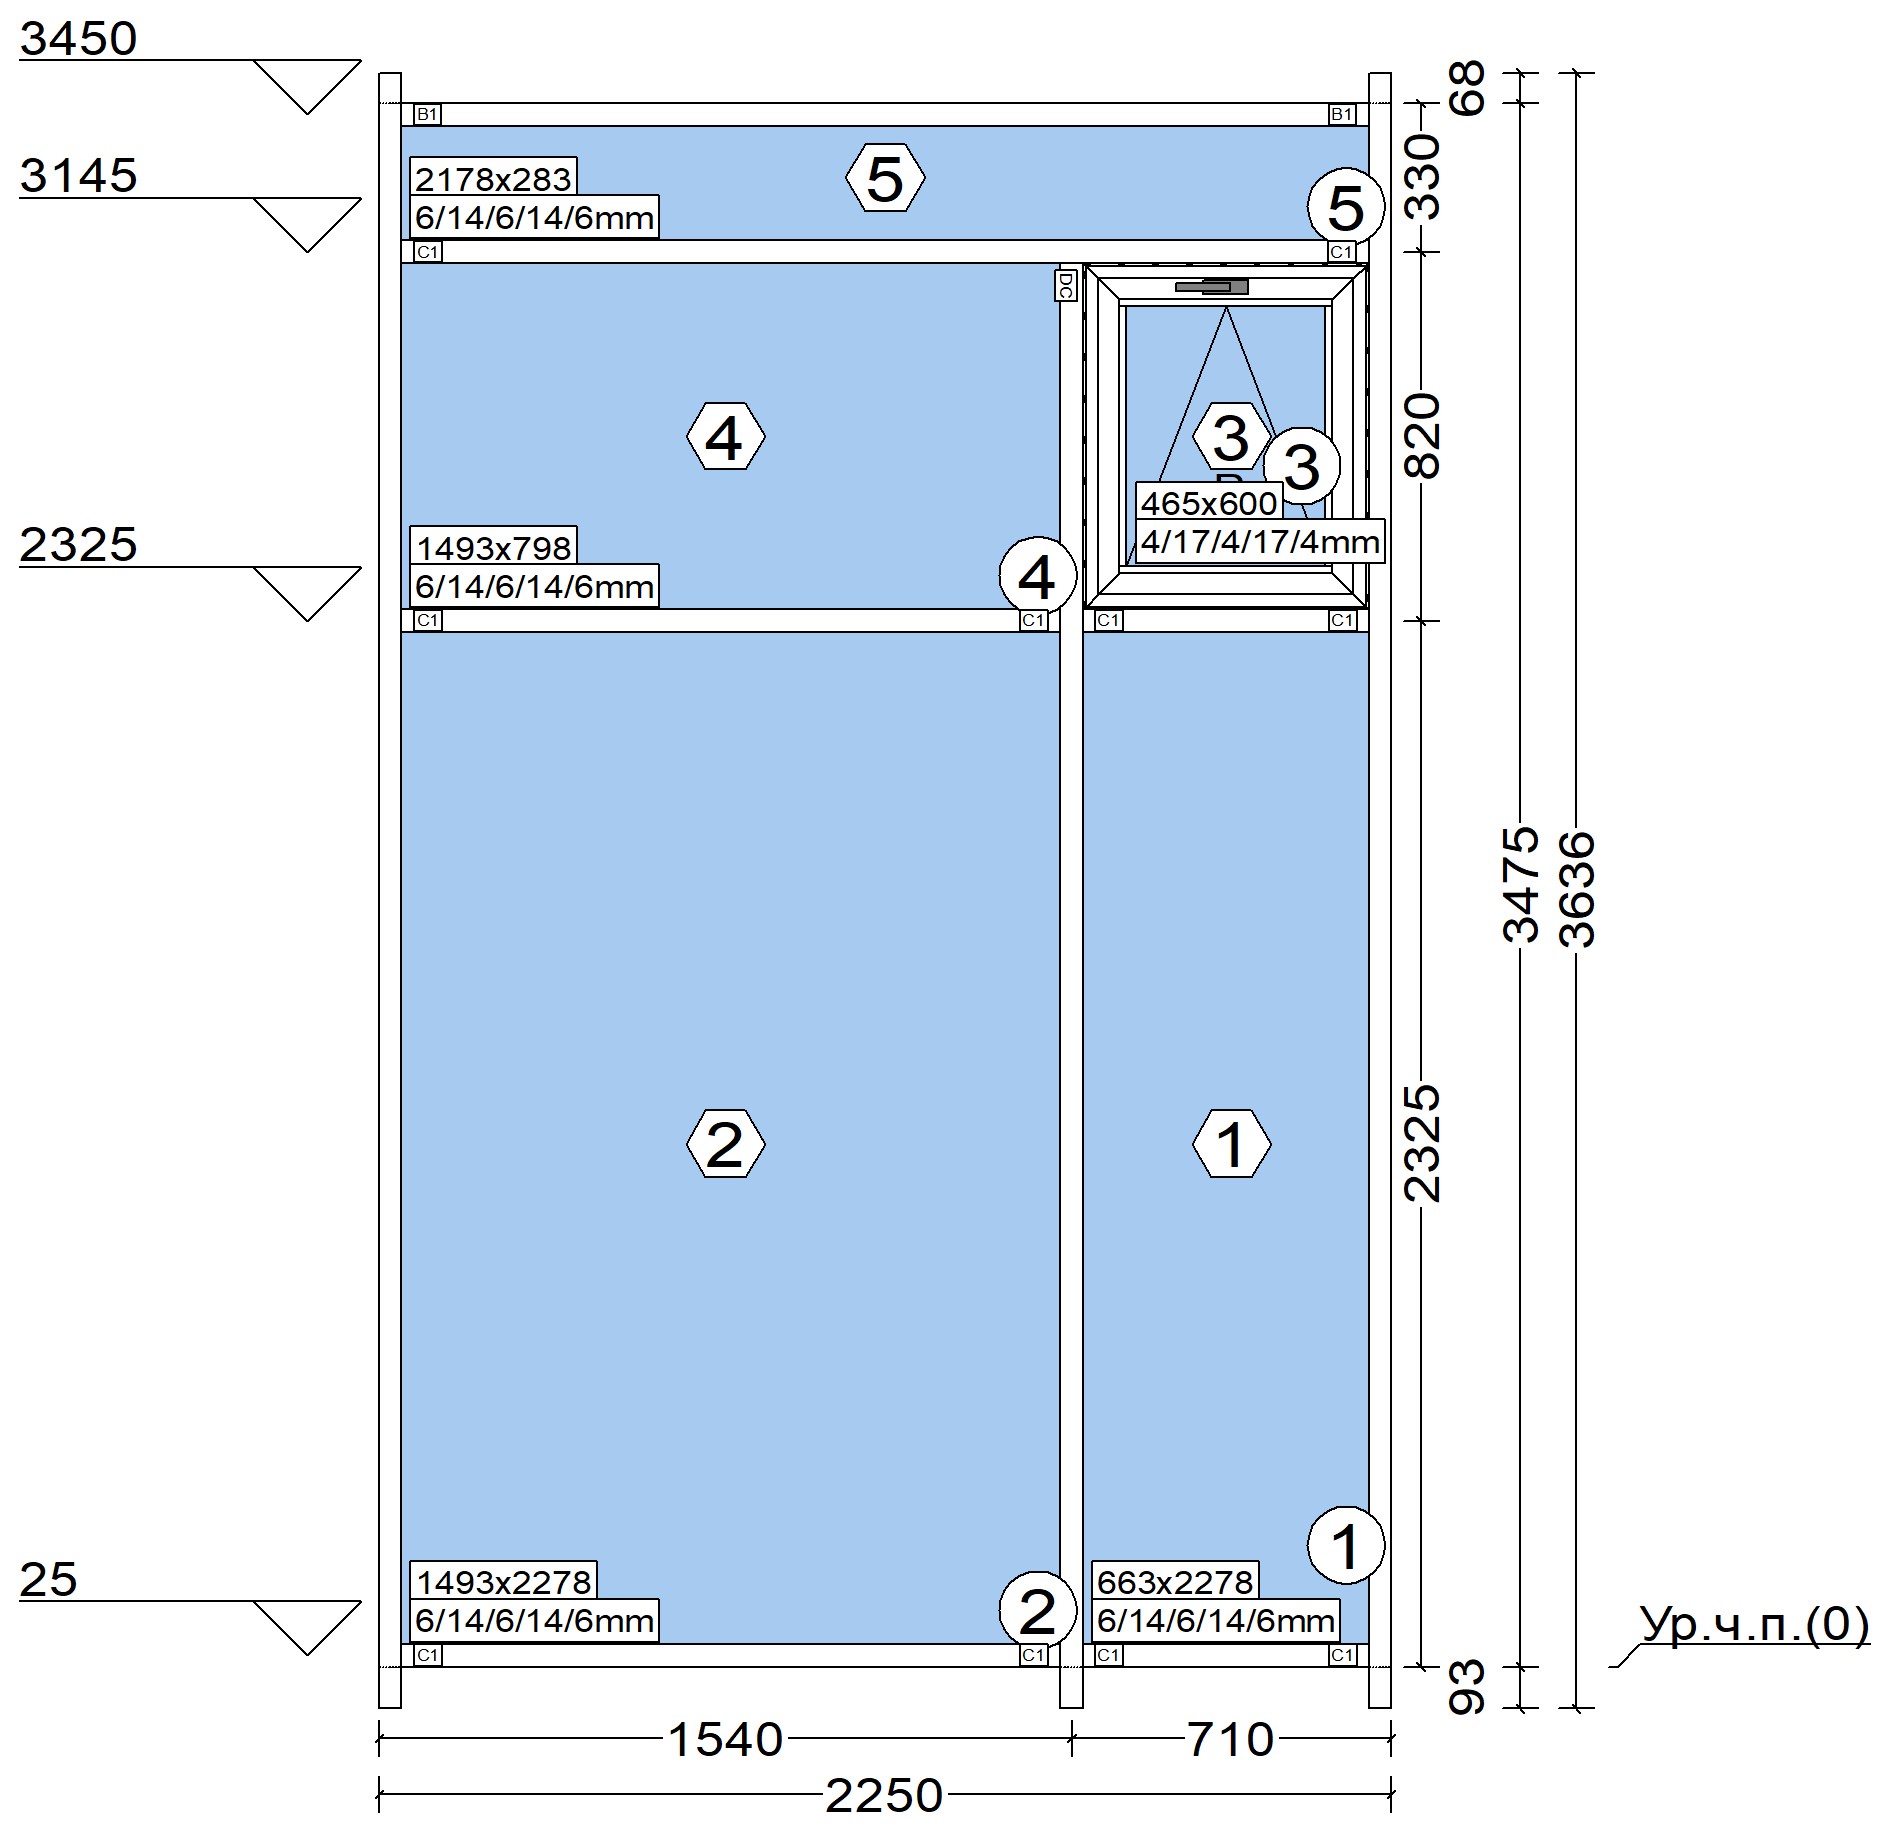 3450
68
B1
B1
3145
2178x283
6/14/6/14/6mm
5
5
330
C1
C1
DC
4
3
3
820
465x600
4/17/4/17/4mm
2325
1493x798
6/14/6/14/6mm
4
C1
C1
C1
C1
3475
3636
2
1
2325
25
1493x2278
6/14/6/14/6mm
2
663x2278
6/14/6/14/6mm
1
C1
C1
C1
C1
Ур.ч.п.(0)
93
1540
710
2250